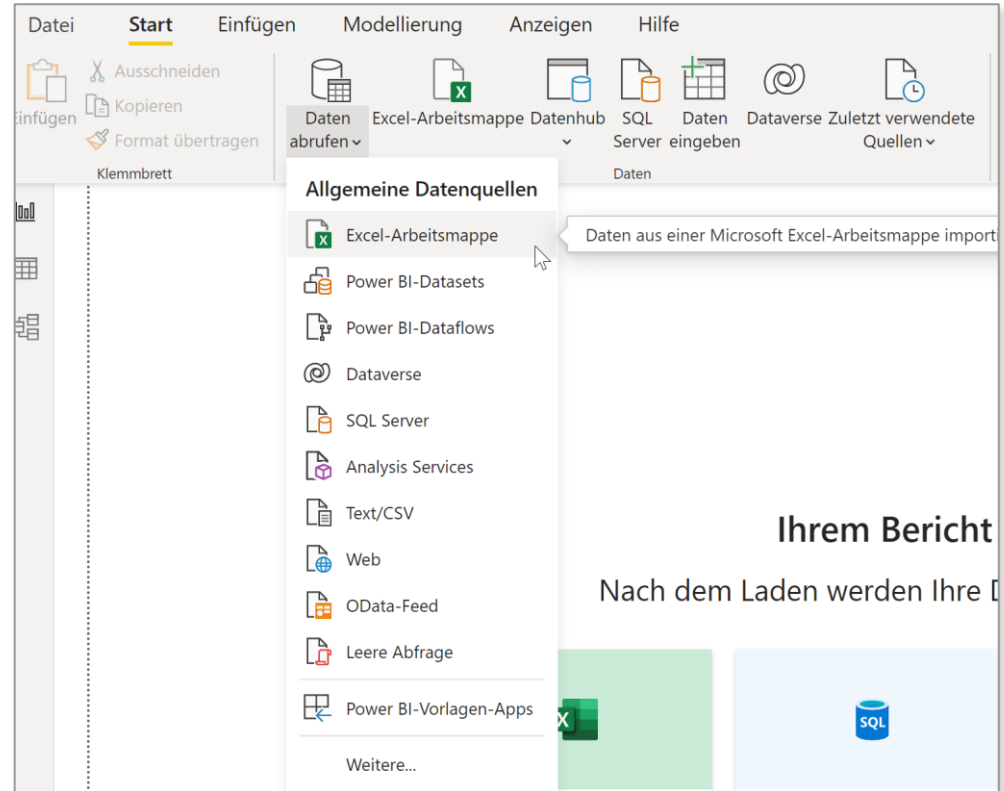 Datei Start Einfügen Modellierung Anzeigen Hilfe
Ausschneiden
Kopieren
Format übertragen
Klemmbrett
Daten abrufen
Excel-Arbeitsmappe
Datenhub
SQL Server
Daten eingeben
Dataverse
Zuletzt verwendete Quellen
Daten
Allgemeine Datenquellen
Excel-Arbeitsmappe
Daten aus einer Microsoft Excel-Arbeitsmappe
Power BI-Datasets
Power BI-Dataflows
Dataverse
SQL Server
Analysis Services
Text/CSV
Web
OData-Feed
Leere Abfrage
Power BI-Vorlagen-Apps
Weitere...
Ihrem Bericht
Nach dem Laden werden Ihre
X
SQL